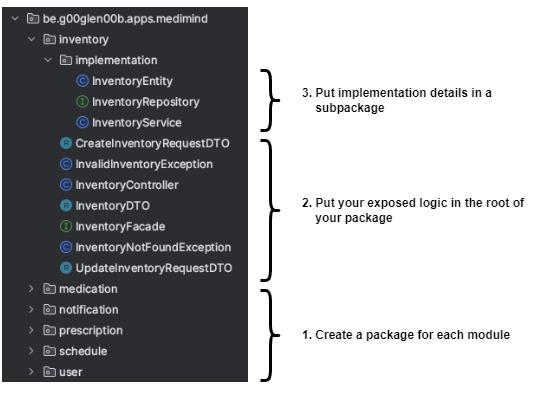 be.g00glen00b.apps.medimind
inventory
implementation
InventoryEntity
InventoryRepository
InventoryService
CreateInventoryRequestDTO
InvalidInventoryException
InventoryController
InventoryDTO
InventoryFacade
InventoryNotFoundException
UpdateInventoryRequestDTO
medication
notification
prescription
schedule
user
3. Put implementation details in a
subpackage
2. Put your exposed logic in the root of
your package
1. Create a package for each module